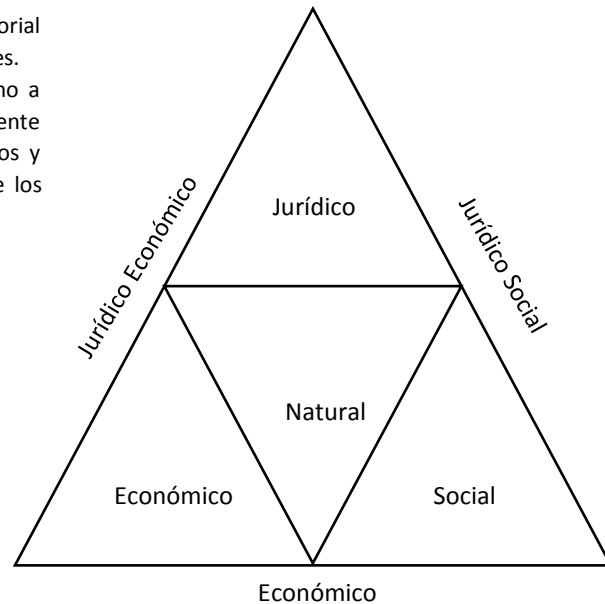 orial
es.
no a
ente
os y
e los
Jurídico
Jurídico Económico
Jurídico Social
Natural
Económico
Social
Económico